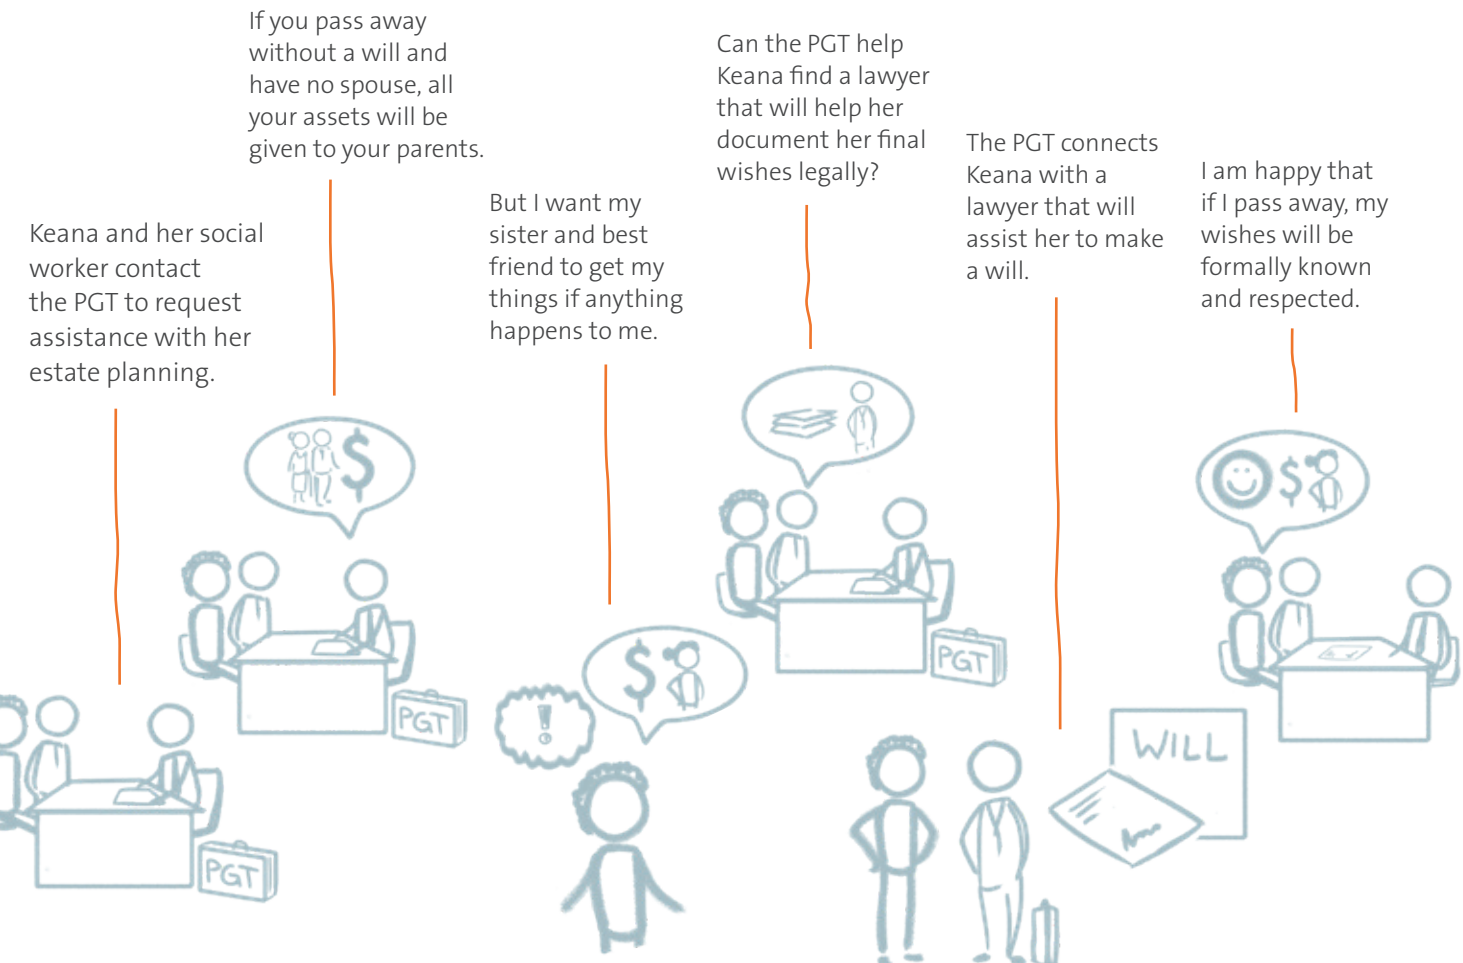 If you pass away
without a will and
have no spouse, all
your assets will be
given to your parents.
Can the PGT help
Keana find a lawyer
that will help her
document her final
wishes legally?
The PGT connects
Keana with a
lawyer that will
assist her to make
a will.
I am happy that
if I pass away, my
wishes will be
formally known
and respected.
But I want my
sister and best
friend to get my
things if anything
happens to me.
Keana and her social
worker contact
the PGT to request
assistance with her
estate planning.
$
$
$
!
PGT
PGT
PGT
WILL